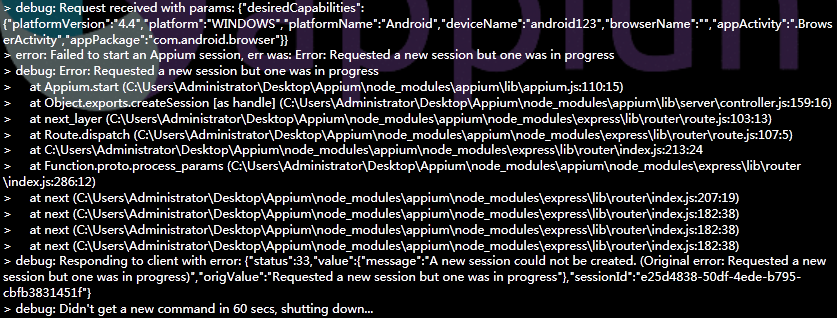 > debug: Request received with params: {"desiredCapabilities":
{"platformVersion":"4.4","platform":"WINDOWS","platformName":"Android","deviceName":"android123","browserName":"","appActivity":".Brows
erActivity","appPackage":"com.android.browser"}}
> error: Failed to start an Appium session, err was: Error: Requested a new session but one was in progress
> debug: Error: Requested a new session but one was in progress
>     at Appium.start (C:\Users\Administrator\Desktop\Appium\node_modules\appium\lib\appium.js:110:15)
>     at Object.exports.createSession [as handle] (C:\Users\Administrator\Desktop\Appium\node_modules\appium\lib\server\controller.js:159:16)
>     at next_layer (C:\Users\Administrator\Desktop\Appium\node_modules\appium\node_modules\express\lib\router\route.js:103:13)
>     at Route.dispatch (C:\Users\Administrator\Desktop\Appium\node_modules\appium\node_modules\express\lib\router\route.js:107:5)
>     at C:\Users\Administrator\Desktop\Appium\node_modules\appium\node_modules\express\lib\router\index.js:213:24
>     at Function.proto.process_params (C:\Users\Administrator\Desktop\Appium\node_modules\appium\node_modules\express\lib\router
\index.js:286:12)
>     at next (C:\Users\Administrator\Desktop\Appium\node_modules\appium\node_modules\express\lib\router\index.js:207:19)
>     at next (C:\Users\Administrator\Desktop\Appium\node_modules\appium\node_modules\express\lib\router\index.js:182:38)
>     at next (C:\Users\Administrator\Desktop\Appium\node_modules\appium\node_modules\express\lib\router\index.js:182:38)
>     at next (C:\Users\Administrator\Desktop\Appium\node_modules\appium\node_modules\express\lib\router\index.js:182:38)
> debug: Responding to client with error: {"status":33,"value":{"message":"A new session could not be created. (Original error: Requested a new
session but one was in progress)","origValue":"Requested a new session but one was in progress"},"sessionId":"e25d4838-50df-4ede-b795-
cbfb3831451f"}
> debug: Didn't get a new command in 60 secs, shutting down...